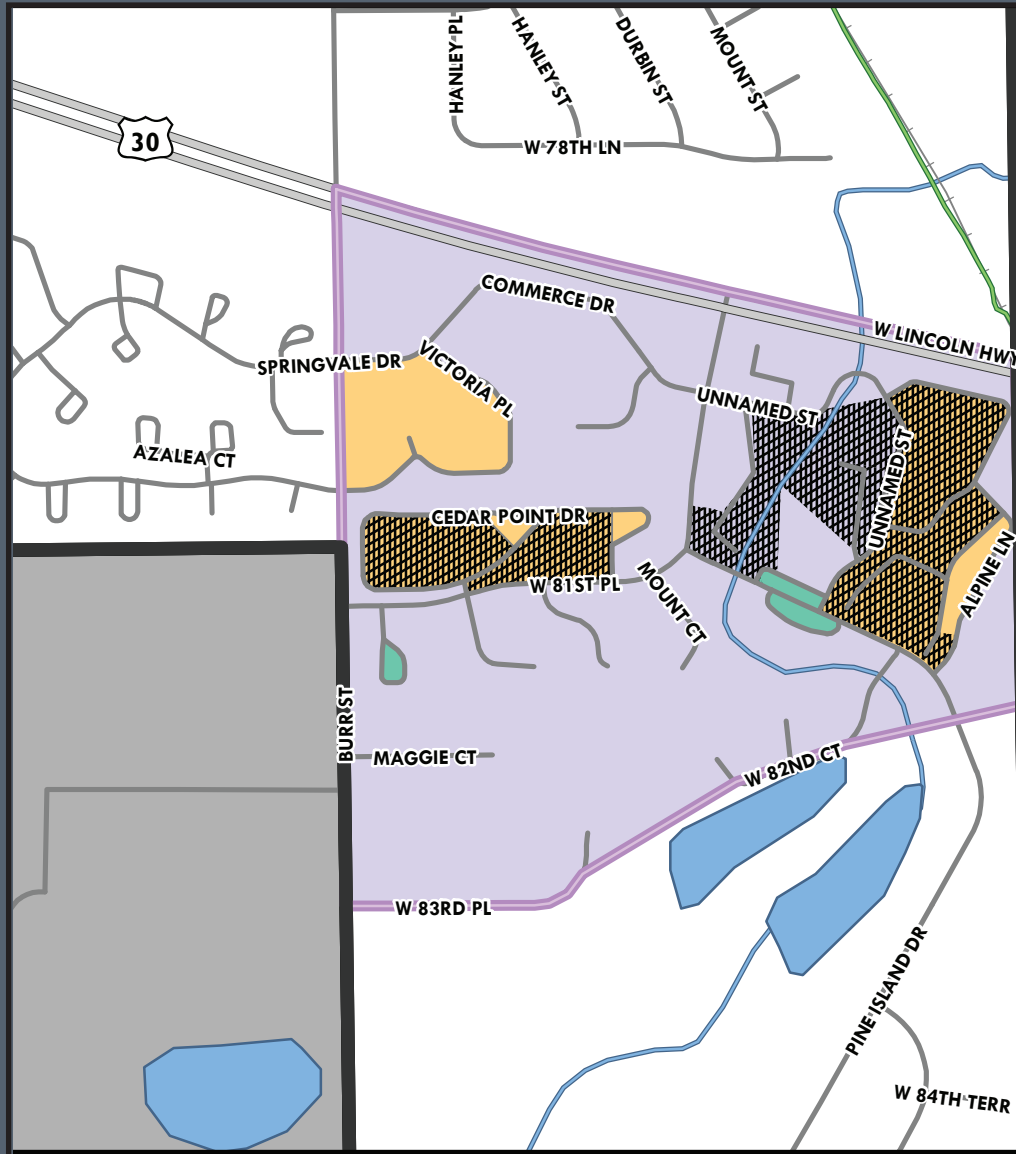 HANLEY PL
HANLEY ST
DURBIN ST
MOUNT ST
30
W 78TH LN
COMMERCE DR
W LINCOLN HWY
SPRINGVALE DR
VICTORIA PL
UNNAMED ST
AZALEA CT
UNNAMED ST
CEDAR POINT DR
ALPINE LN
W 81ST PL
MOUNT CT
BURR ST
MAGGIE CT
W 82ND CT
W 83RD PL
PINE ISLAND DR
W 84TH TERR